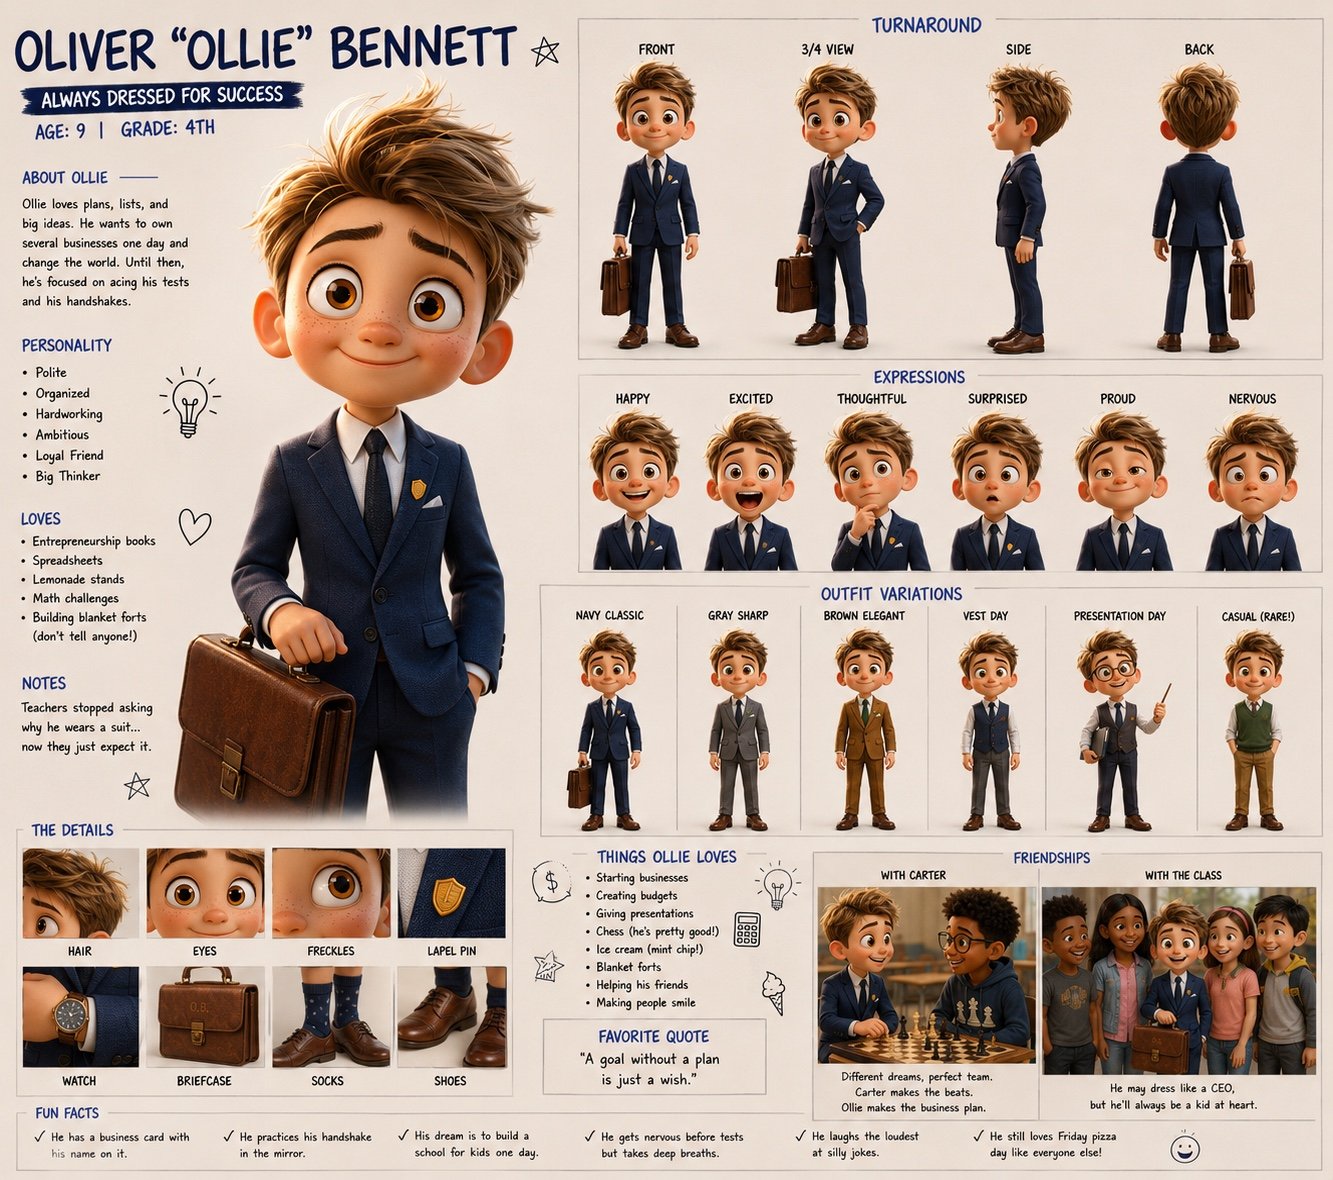 OLIVER "OLLIE" BENNETT
ALWAYS DRESSED FOR SUCCESS
AGE: 9 | GRADE: 4TH
ABOUT OLLIE
Ollie loves plans, lists, and
big ideas. He wants to own
several businesses one day and
change the world. Until then,
he's focused on acing his tests
and his handshakes.
PERSONALITY
• Polite
• Organized
• Hardworking
• Ambitious
• Loyal Friend
• Big Thinker
LOVES
• Entrepreneurship books
• Spreadsheets
• Lemonade stands
• Math challenges
• Building blanket forts
(don't tell anyone!)
NOTES
Teachers stopped asking
why he wears a suit...
now they just expect it.
TURNAROUND
FRONT
3/4 VIEW
SIDE
BACK
EXPRESSIONS
HAPPY
EXCITED
THOUGHTFUL
SURPRISED
PROUD
NERVOUS
OUTFIT VARIATIONS
NAVY CLASSIC
GRAY SHARP
BROWN ELEGANT
VEST DAY
PRESENTATION DAY
CASUAL (RARE!)
THE DETAILS
HAIR
EYES
FRECKLES
LAPEL PIN
O.B.
WATCH
BRIEFCASE
SOCKS
SHOES
THINGS OLLIE LOVES
• Starting businesses
• Creating budgets
• Giving presentations
• Chess (he's pretty good!)
• Ice cream (mint chip!)
• Blanket forts
• Helping his friends
• Making people smile
$
FAVORITE QUOTE
"A goal without a plan
is just a wish."
FRIENDSHIPS
WITH CARTER
Different dreams, perfect team.
Carter makes the beats.
Ollie makes the business plan.
WITH THE CLASS
He may dress like a CEO,
but he'll always be a kid at heart.
FUN FACTS
✓ He has a business card with
his name on it.
✓ He practices his handshake
in the mirror.
✓ His dream is to build a
school for kids one day.
✓ He gets nervous before tests
but takes deep breaths.
✓ He laughs the loudest
at silly jokes.
✓ He still loves Friday pizza
day like everyone else!